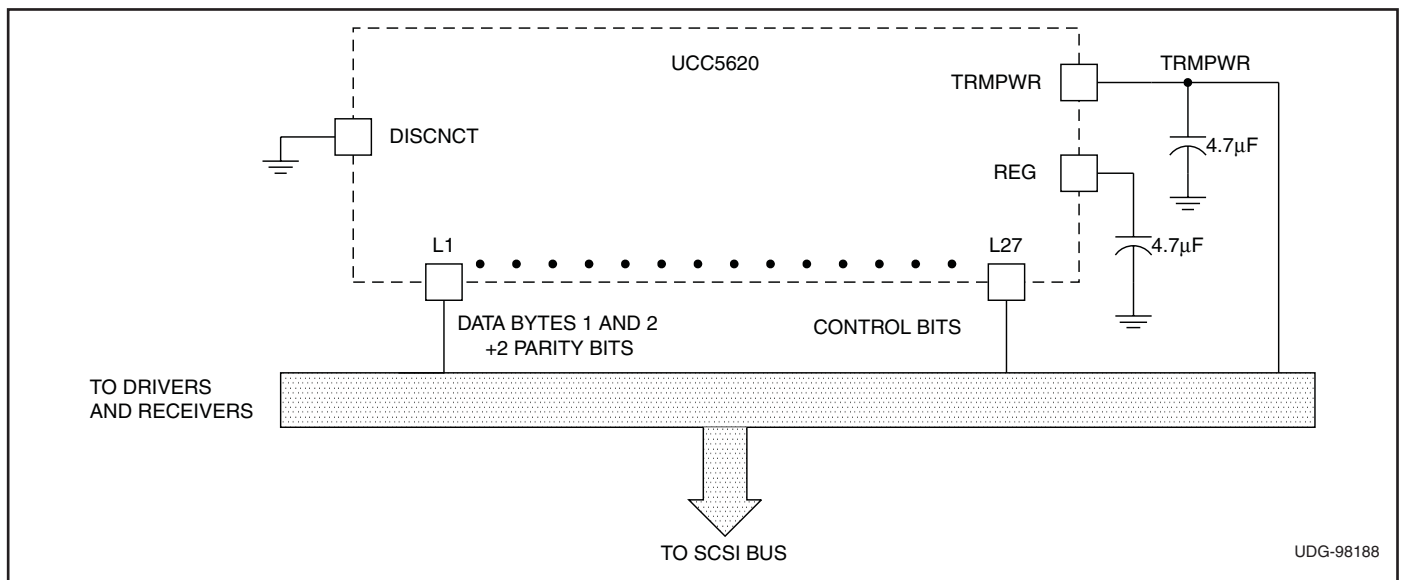 UCC5620
TRMPWR
TRMPWR
DISCNCT
4.7µF
REG
L1
L27
4.7µF
DATA BYTES 1 AND 2
+2 PARITY BITS
CONTROL BITS
TO DRIVERS
AND RECEIVERS
TO SCSI BUS
UDG-98188